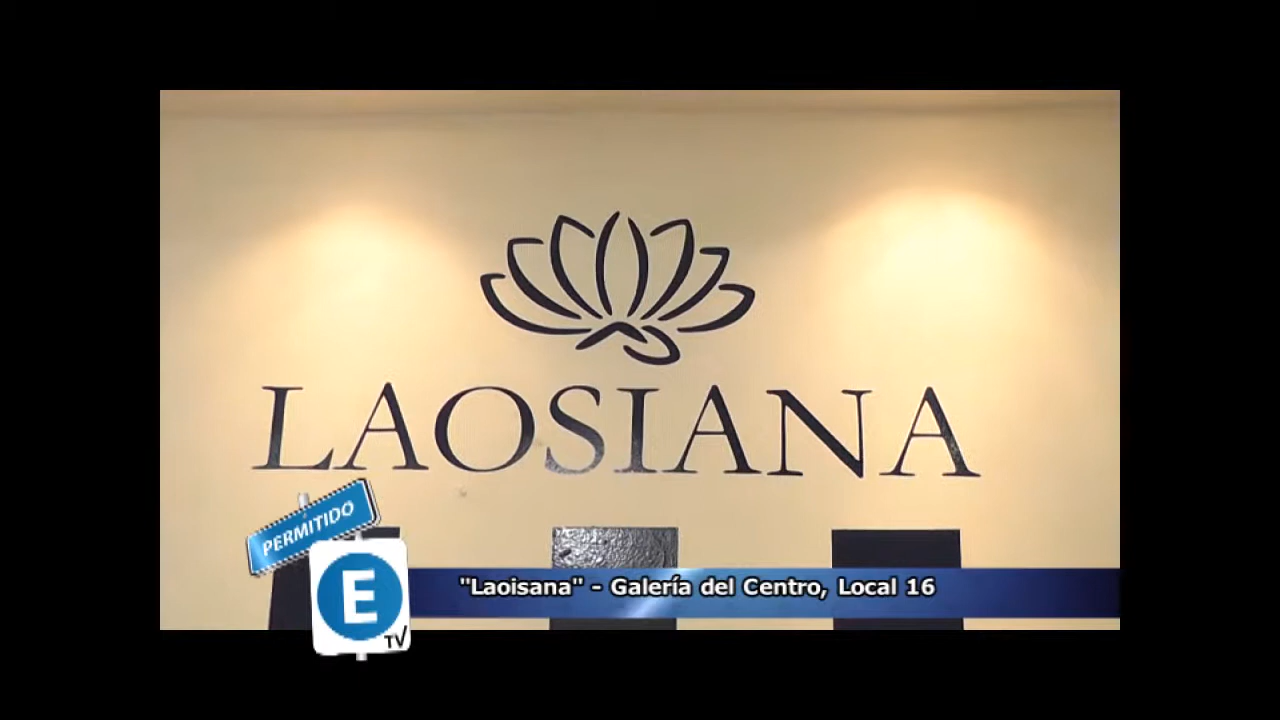 LAOSIANA
PERMITIDO
E
TV
"Laoisana" - Galería del Centro, Local 16